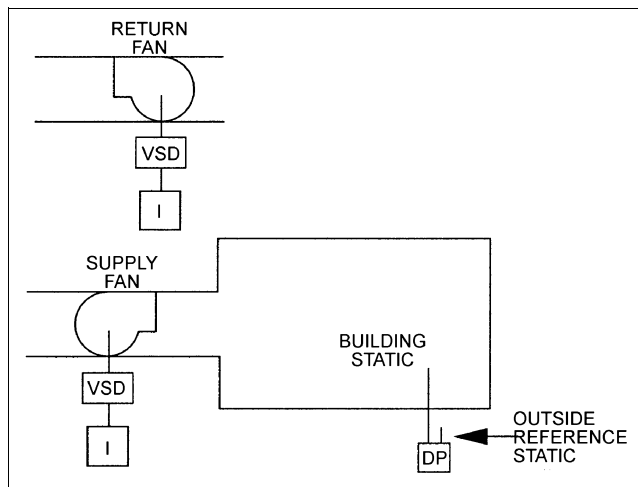 RETURN
FAN
VSD
I
SUPPLY
FAN
VSD
I
BUILDING
STATIC
DP
OUTSIDE
REFERENCE
STATIC